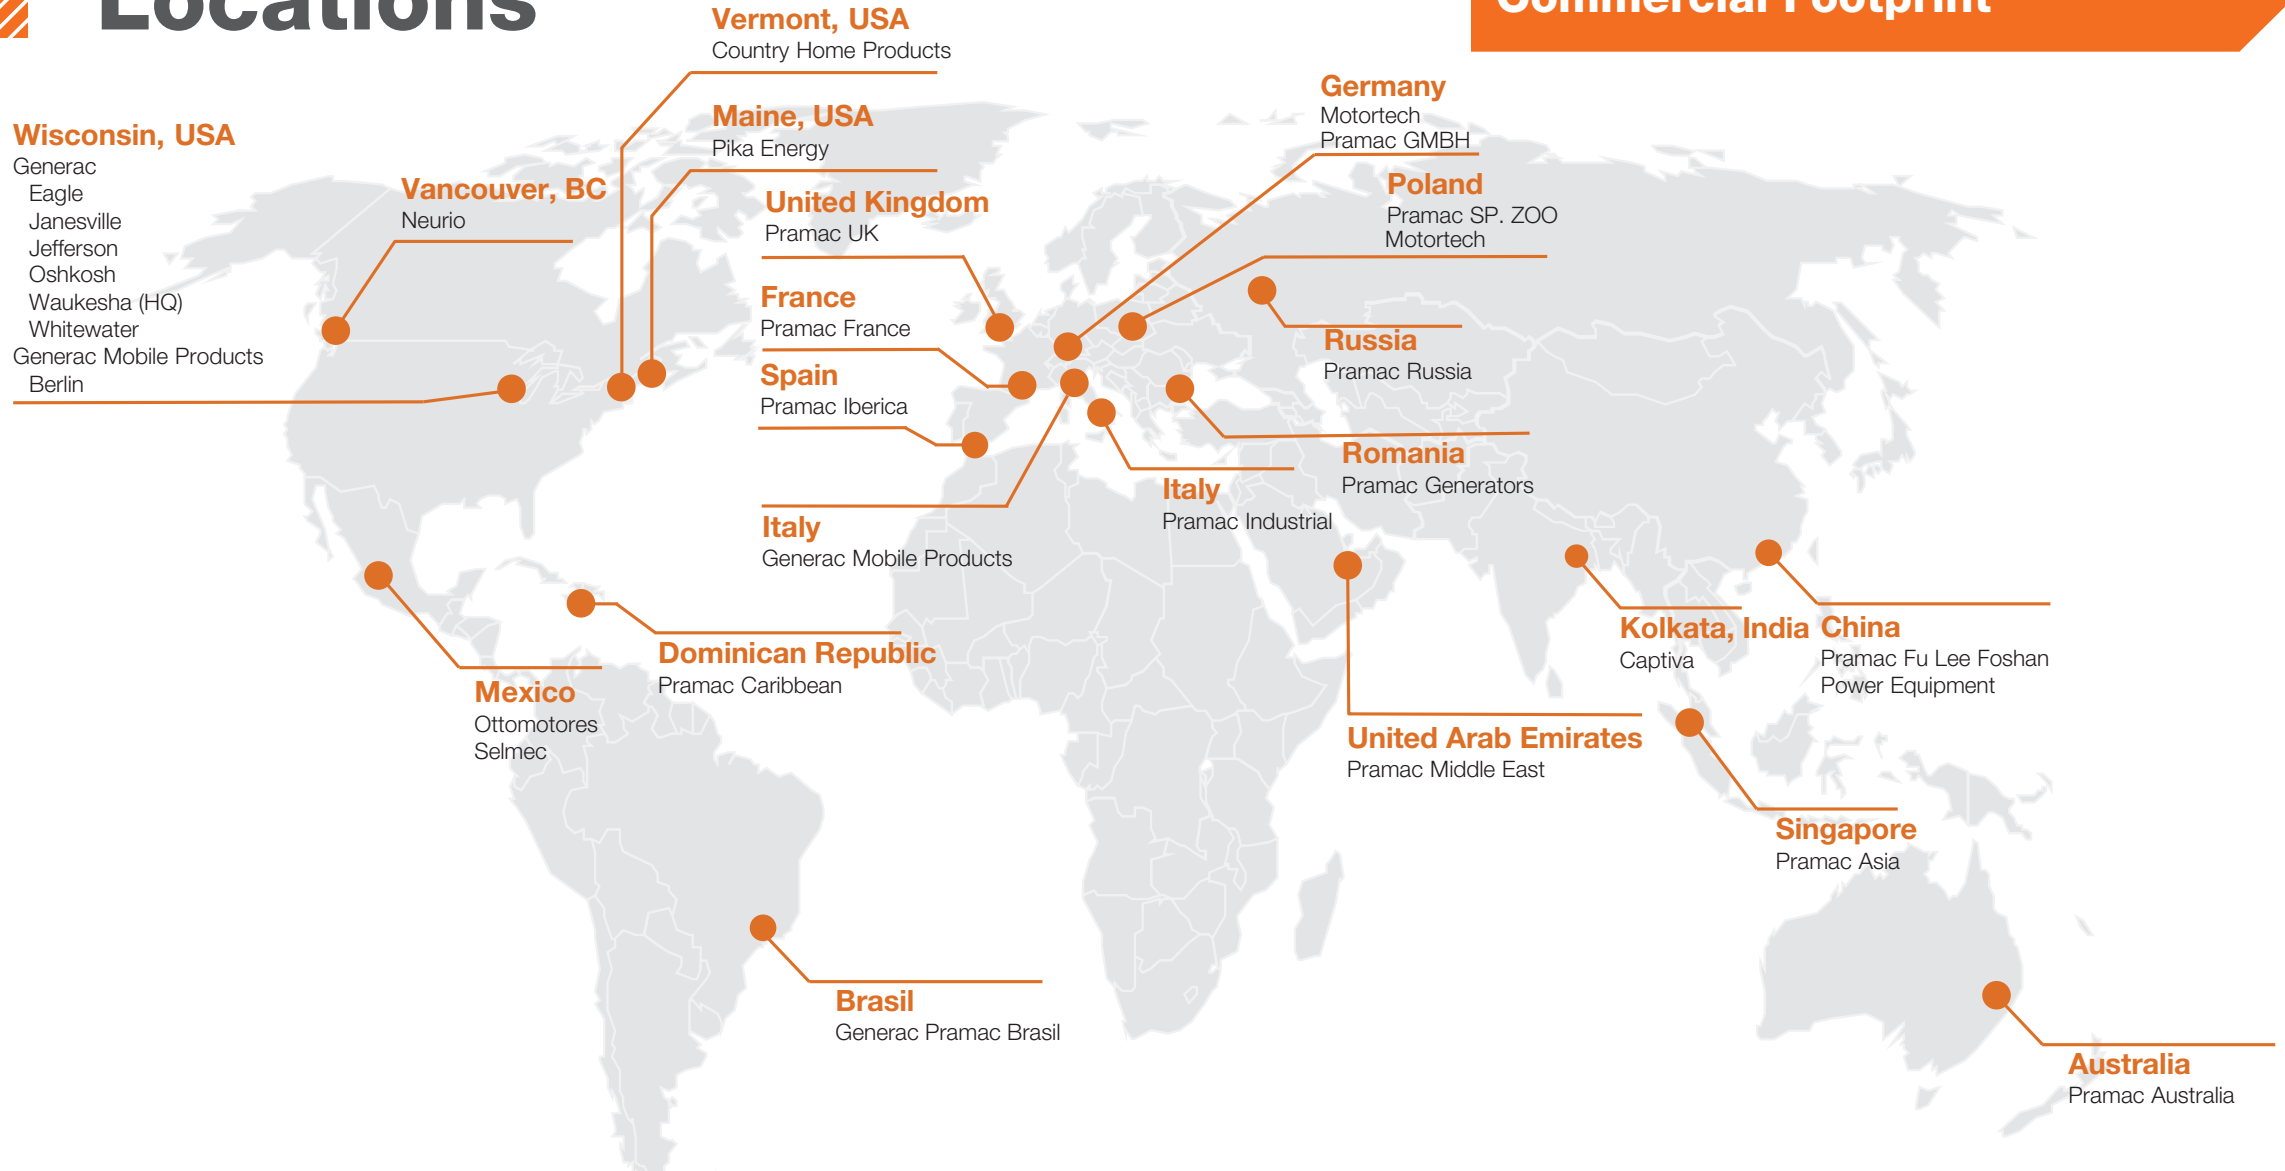 Locations
Commercial Footprint
Vermont, USA
Country Home Products
Maine, USA
Pika Energy
Germany
Motortech
Pramac GMBH
Wisconsin, USA
Generac
Eagle
Janesville
Jefferson
Oshkosh
Waukesha (HQ)
Whitewater
Generac Mobile Products
Berlin
Vancouver, BC
Neurio
United Kingdom
Pramac UK
Poland
Pramac SP. ZOO
Motortech
France
Pramac France
Russia
Pramac Russia
Spain
Pramac Iberica
Romania
Pramac Generators
Italy
Pramac Industrial
Italy
Generac Mobile Products
Kolkata, India
Captiva
China
Pramac Fu Lee Foshan
Power Equipment
Dominican Republic
Pramac Caribbean
Mexico
Ottomotores
Selmec
United Arab Emirates
Pramac Middle East
Singapore
Pramac Asia
Brasil
Generac Pramac Brasil
Australia
Pramac Australia